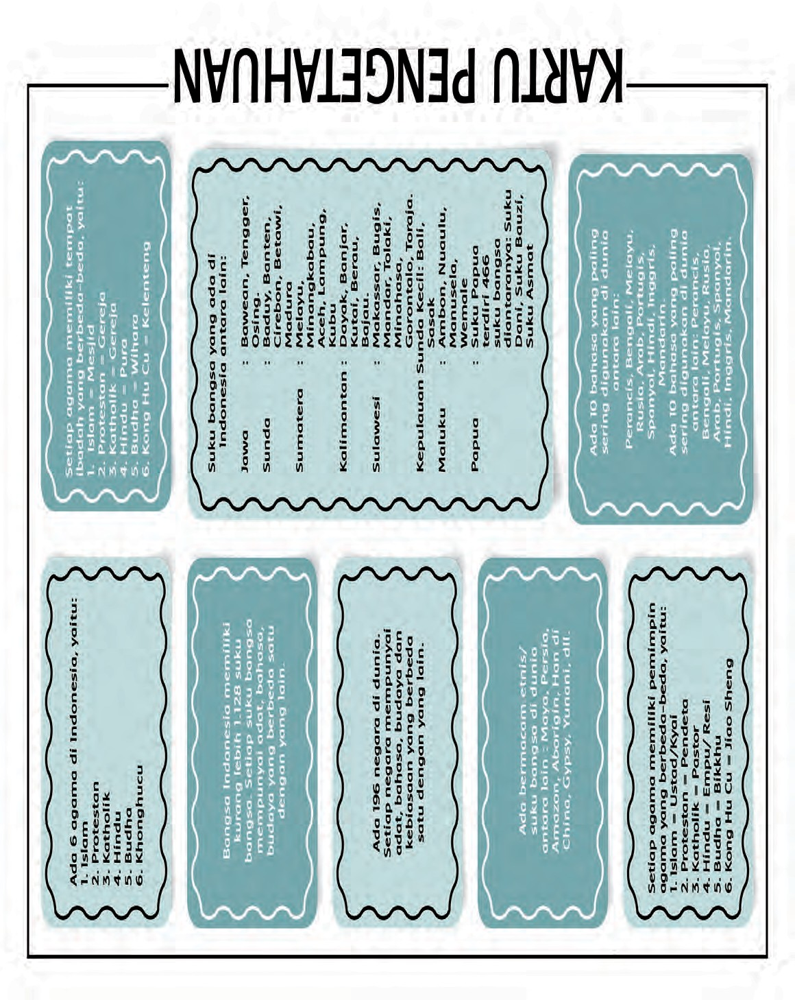 KARTU PENGETAHUAN
Setiap agama memiliki tempat
ibadah yang berbeda-beda, yaitu:
1. Islam = Mesjid
2. Protestan = Gereja
3. Katholik = Gereja
4. Hindu = Pura
5. Budha = Wihara
6. Kong Hu Cu = Kelenteng
Suku bangsa yang ada di
Indonesia antara lain:
Jawa : Bawean, Tengger,
Osing.
Sunda : Baduy, Banten,
Cirebon, Betawi,
Madura
Sumatera : Melayu,
Minangkabau,
Aceh, Lampung,
Kubu
Kalimantan : Dayak, Banjar,
Kutai, Berau,
Bajau.
Sulawesi : Makassar, Bugis,
Mandar, Tolaki,
Minahasa,
Gorontalo, Toraja.
Kepulauan Sunda Kecil: Bali,
Sasak
Maluku : Ambon, Nuaulu,
Manusela,
Wemale
Papua : Suku Papua
terdiri 466
suku bangsa
diantaranya: Suku
Dani, Suku Bauzi,
Suku Asmat
Ada 10 bahasa yang paling
sering digunakan di dunia
antara lain:
Perancis, Bengali, Melayu,
Rusia, Arab, Portugis,
Spanyol, Hindi, Inggris.
Mandarin.
Ada 10 bahasa yang paling
sering digunakan di dunia
antara lain: Perancis,
Bengali, Melayu, Rusia,
Arab, Portugis, Spanyol,
Hindi, Inggris, Mandarin.
Ada 6 agama di Indonesia, yaitu:
1. Islam
2. Protestan
3. Katholik
4. Hindu
5. Budha
6. Khonghucu
Bangsa Indonesia memiliki
kurang lebih 1.128 suku
bangsa. Setiap suku bangsa
mempunyai adat, bahasa,
budaya yang berbeda satu
dengan yang lain.
Ada 196 negara di dunia.
Setiap negara mempunyai
adat, bahasa, budaya dan
kebiasaan yang berbeda
satu dengan yang lain.
Ada bermacam etnis/
suku bangsa di dunia
antara lain : Maya, Persia,
Amazon, Aborigin, Han di
China, Gypsy, Yunani, dll.
Setiap agama memiliki pemimpin
agama yang berbeda-beda, yaitu:
1. Islam = Ustad/Kyai
2. Protestan = Pendeta
3. Katholik = Pastor
4. Hindu = Empu/ Resi
5. Budha = Bikkhu
6. Kong Hu Cu = Jiao Sheng